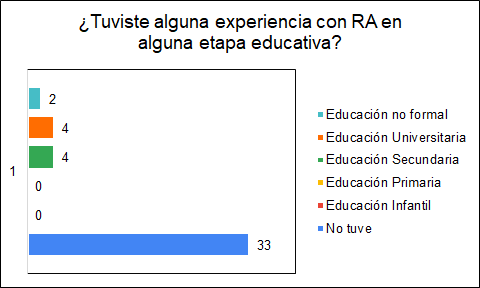 ¿Tuviste alguna experiencia con RA en
alguna etapa educativa?
2
4
4
1
0
0
33
Educación no formal
Educación Universitaria
Educación Secundaria
Educación Primaria
Educación Infantil
No tuve